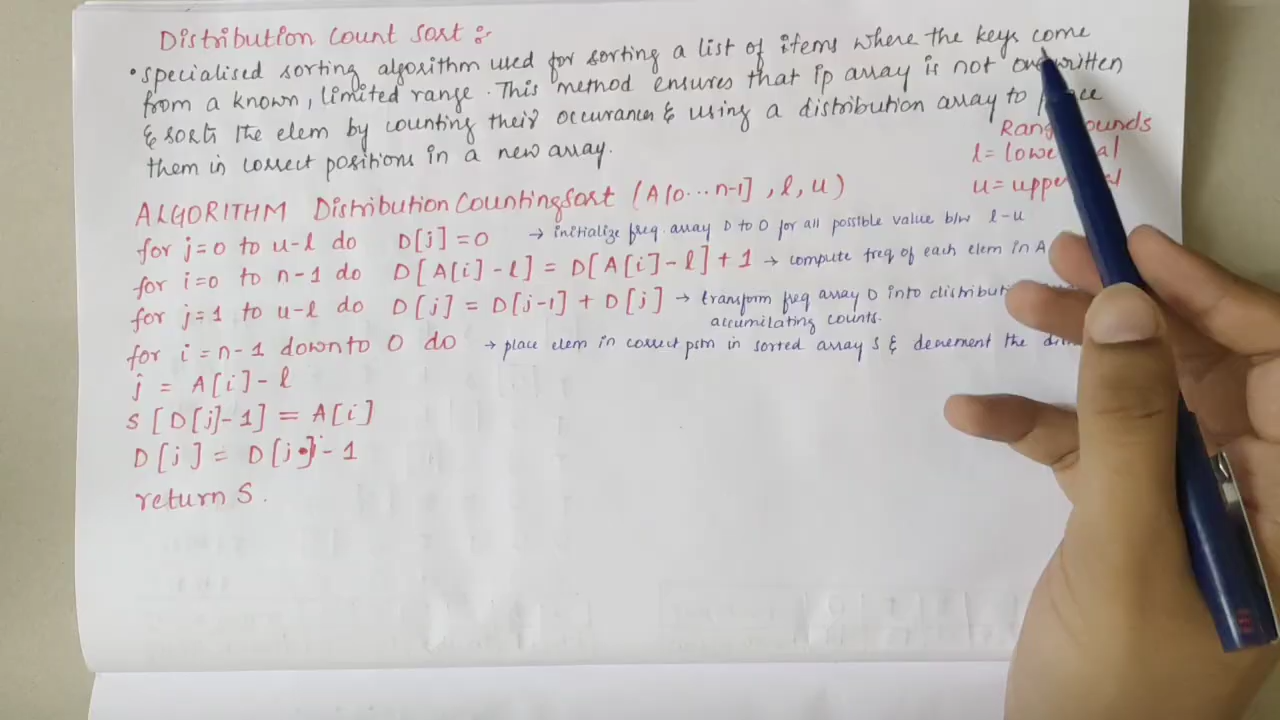 Distribution Count Sort :-
• specialised sorting algorithm used for sorting a list of items where the keys come
from a known, limited range. This method ensures that ip array is not
& sorts the elem by counting their occurances & using a distribution array to
them in correct positions in a new array.
l =
u = upper
ALGORITHM DistributionCountingSort (A[0...n-1], l, u)
for j=0 to u-l do D[j]=0 → initialize freq. array D to 0 for all possible value b/w l-u
for i=0 to n-1 do D[A[i]-l] = D[A[i]-l]+1 → compute freq of each elem in A
for j=1 to u-l do D[j] = D[j-1] + D[j] → transform freq array D into
accumilating counts.
for i=n-1 downto 0 do → place elem in correct pstn in sorted array S & decrement the
j = A[i]-l
S[D[j]-1] = A[i]
D[j] = D[j]-1
return S.